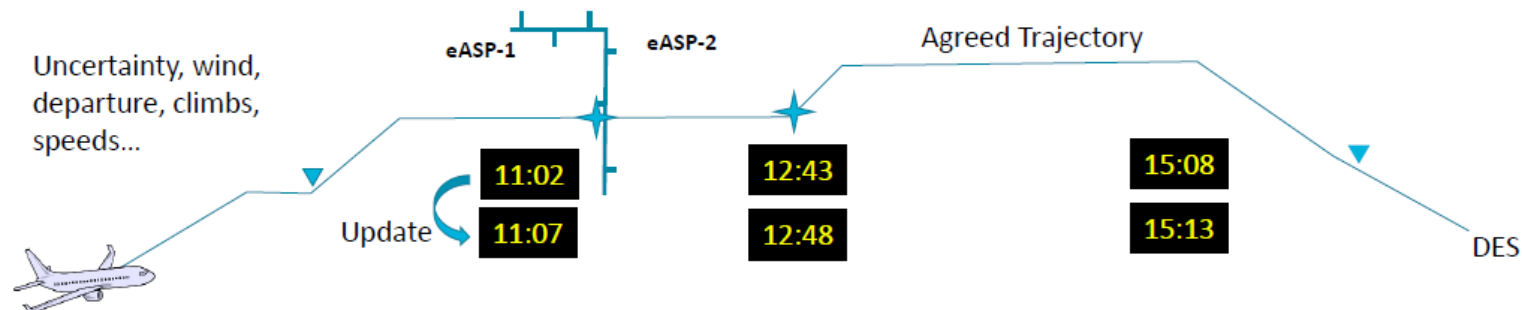 Uncertainty, wind,
departure, climbs,
speeds...
eASP-1
eASP-2
Agreed Trajectory
11:02
12:43
15:08
Update
11:07
12:48
15:13
DES